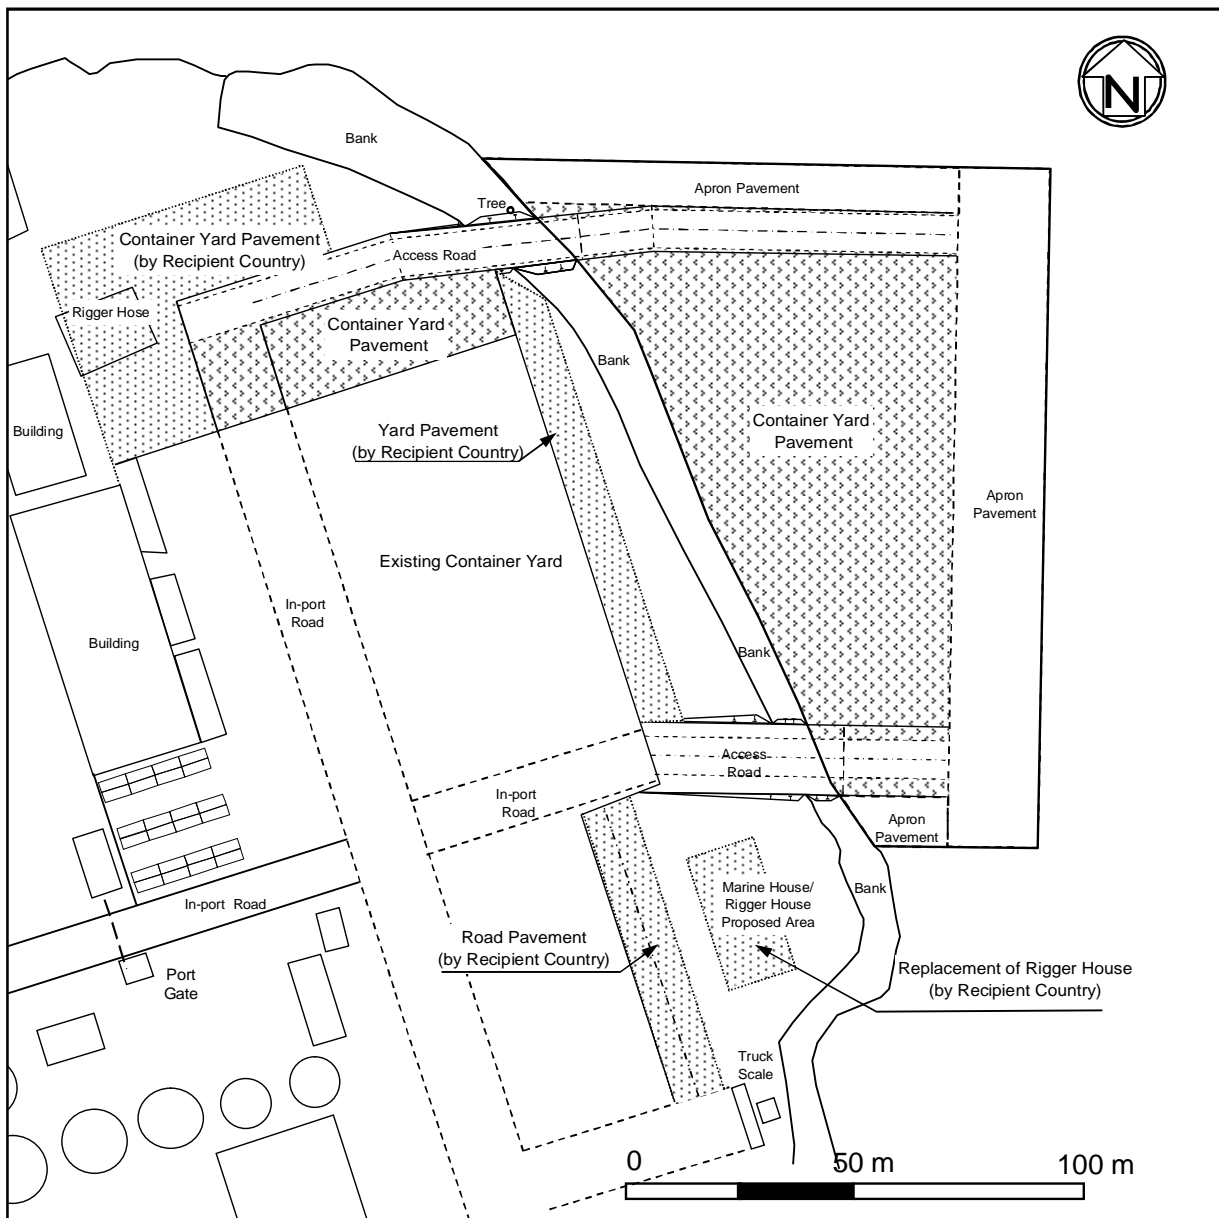 N
Bank
Apron Pavement
Tree
Container Yard Pavement
(by Recipient Country)
Access Road
Rigger Hose
Container Yard
Pavement
Bank
Building
Yard Pavement
(by Recipient Country)
Container Yard
Pavement
Apron
Pavement
Existing Container Yard
In-port
Road
Building
Bank
Access
Road
In-port
Road
Apron
Pavement
In-port Road
Marine House/
Rigger House
Proposed Area
Bank
Road Pavement
(by Recipient Country)
Port
Gate
Replacement of Rigger House
(by Recipient Country)
Truck
Scale
0
50 m
100 m